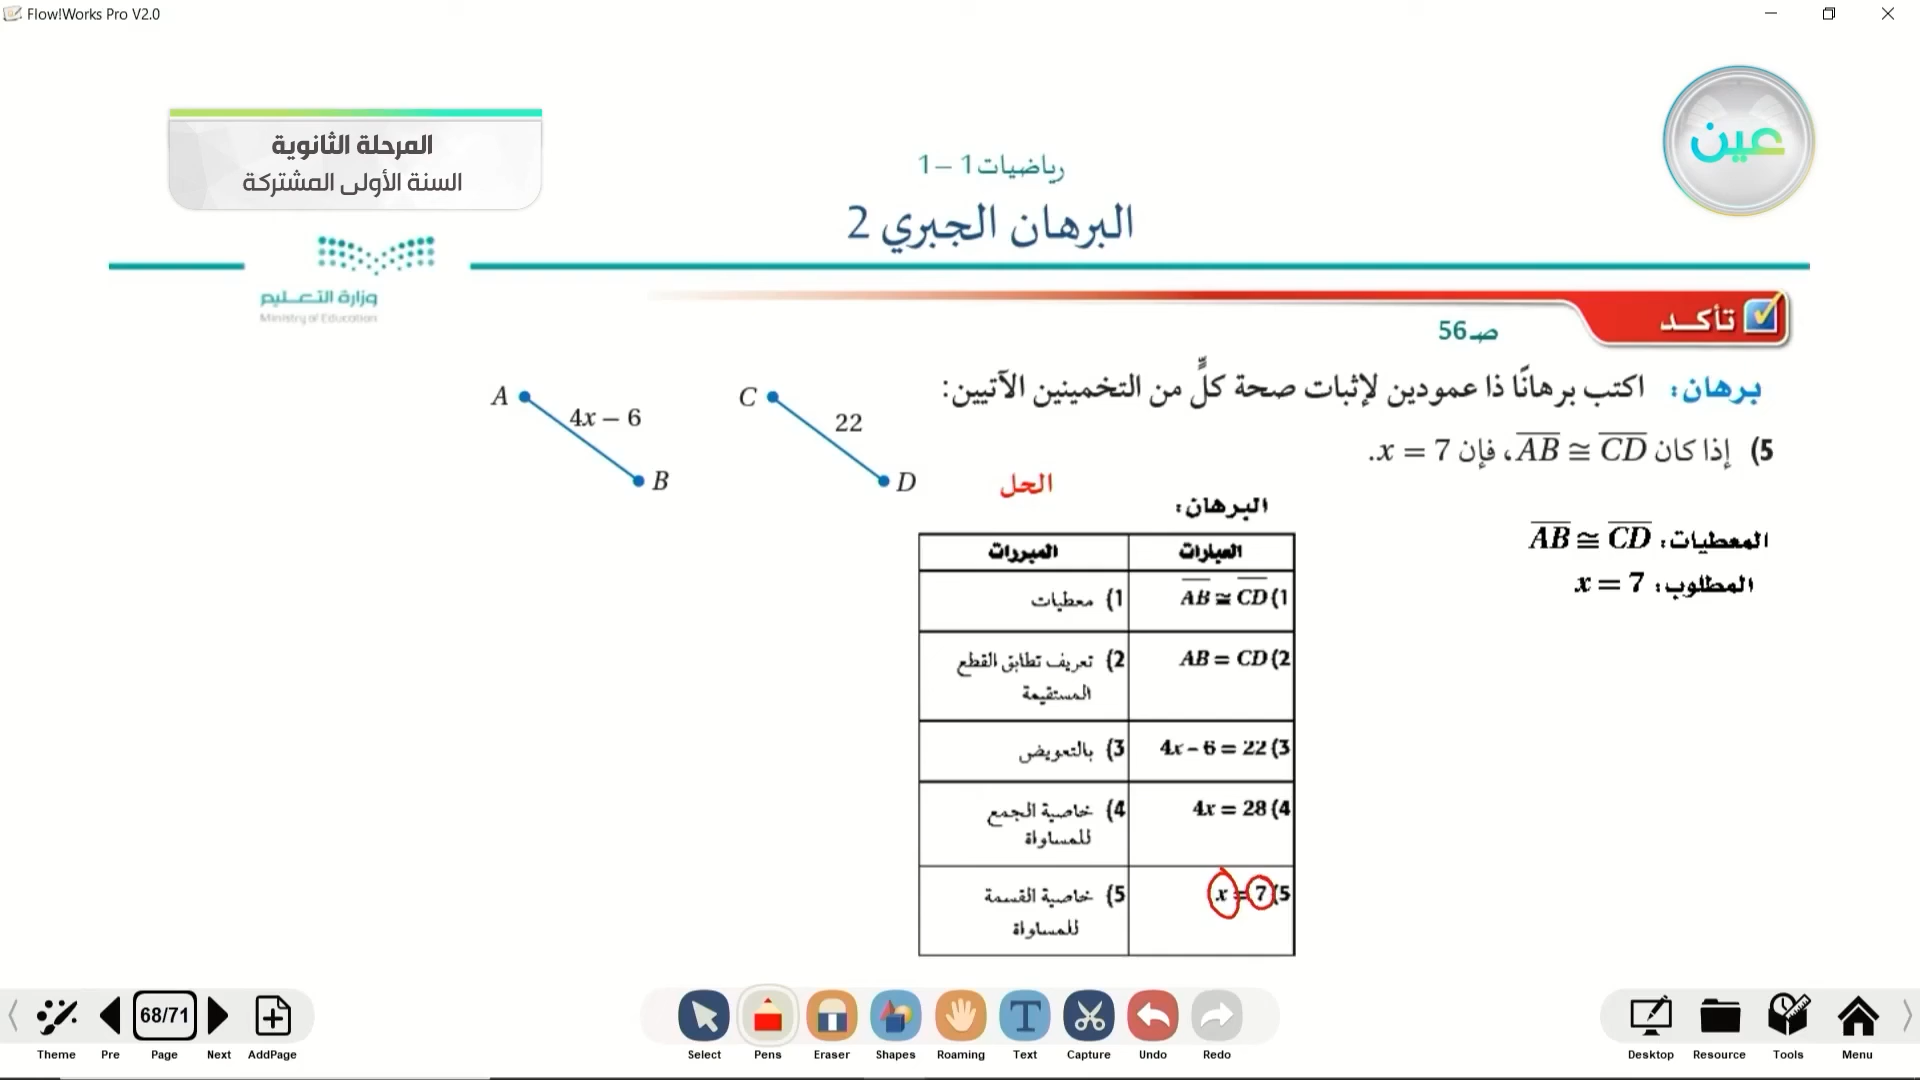 Flow!Works Pro V2.0
المرحلة الثانوية
السنة الأولى المشتركة
عين
رياضيات 1 – 1
البرهان الجبري 2
وزارة التعليم
Ministry of Education
تأكد
صـ 56
برهان: اكتب برهانًا ذا عمودين لإثبات صحة كلٍّ من التخمينين الآتيين:
5) إذا كان AB ≅ CD، فإن x = 7.
A
4x – 6
B
C
22
D
الحل
المعطيات: AB ≅ CD
المطلوب: x = 7
البرهان:
العبارات المبررات
1) AB ≅ CD 1) معطيات
2) AB = CD 2) تعريف تطابق القطع
المستقيمة
3) 4x – 6 = 22 3) بالتعويض
4) 4x = 28 4) خاصية الجمع
للمساواة
5) x = 7 5) خاصية القسمة
للمساواة
68/71
Theme Pre Page Next AddPage
Select Pens Eraser Shapes Roaming Text Capture Undo Redo
Desktop Resource Tools Menu